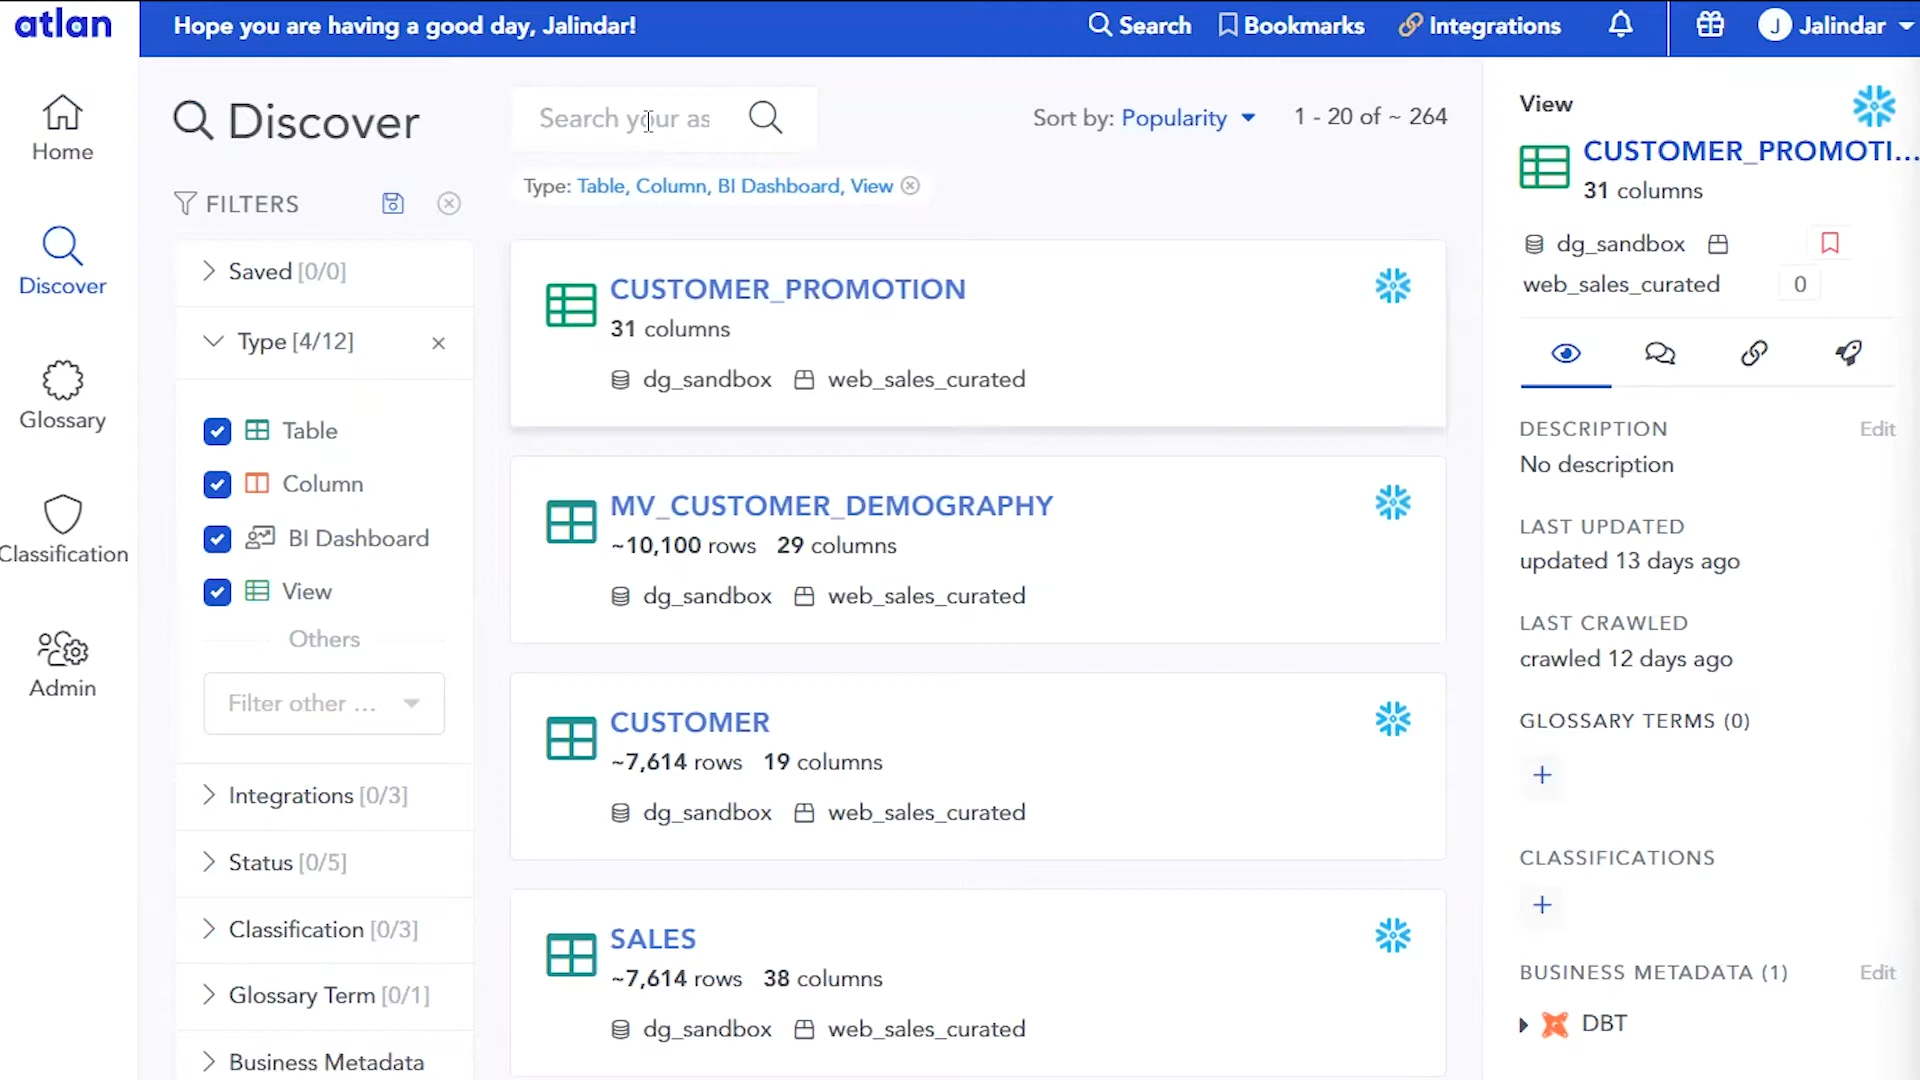 atlan
Hope you are having a good day, Jalindar!
Search
Bookmarks
Integrations
J
Jalindar
Home
Discover
Glossary
Classification
Admin
Discover
Search your as
Sort by: Popularity
1 - 20 of ~ 264
FILTERS
Type: Table, Column, BI Dashboard, View
Saved [0/0]
Type [4/12]
Table
Column
BI Dashboard
View
Others
Filter other ...
Integrations [0/3]
Status [0/5]
Classification [0/3]
Glossary Term [0/1]
Business Metadata
CUSTOMER_PROMOTION
31 columns
dg_sandbox web_sales_curated
MV_CUSTOMER_DEMOGRAPHY
~10,100 rows 29 columns
dg_sandbox web_sales_curated
CUSTOMER
~7,614 rows 19 columns
dg_sandbox web_sales_curated
SALES
~7,614 rows 38 columns
dg_sandbox web_sales_curated
View
CUSTOMER_PROMOTI...
31 columns
dg_sandbox
web_sales_curated
0
DESCRIPTION Edit
No description
LAST UPDATED
updated 13 days ago
LAST CRAWLED
crawled 12 days ago
GLOSSARY TERMS (0)
+
CLASSIFICATIONS
+
BUSINESS METADATA (1) Edit
DBT